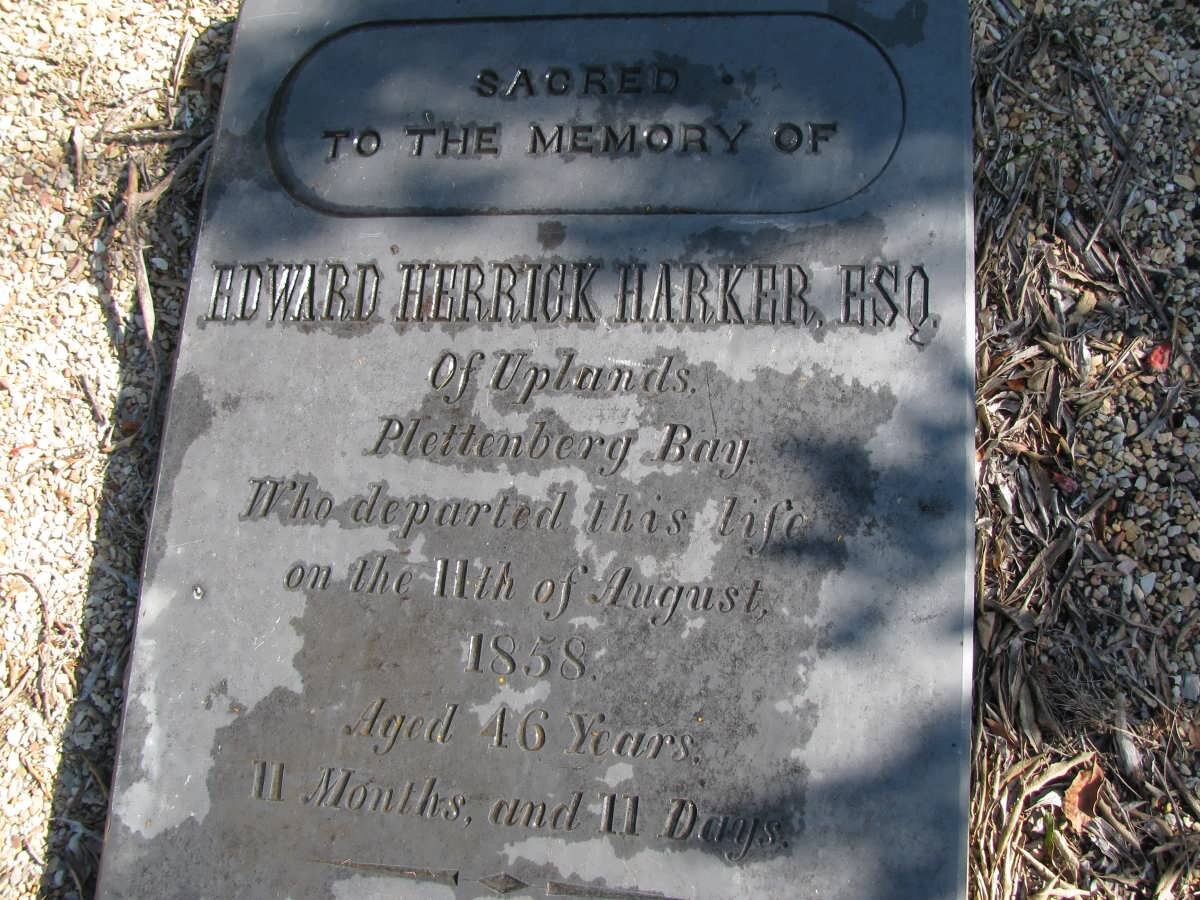 SACRED
TO THE MEMORY OF
EDWARD HERRICK HARKER, ESQ.
Of Uplands.
Plettenberg Bay.
Who departed this life
on the 11th of August,
1858.
Aged 46 Years.
11 Months, and 11 Days.